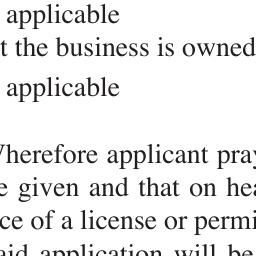 applicable
t the business is owned
applicable
Wherefore applicant pray
e given and that on hea
ce of a license or permi
aid application will be